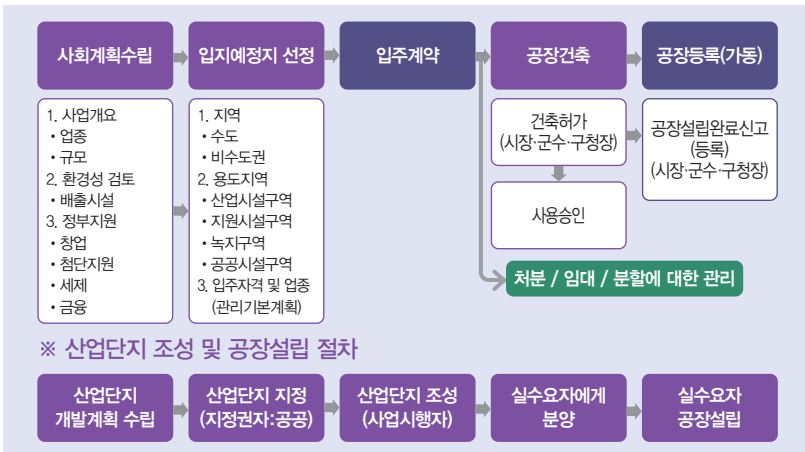 사회계획수립
입지예정지 선정
입주계약
공장건축
공장등록(가동)
1. 사업개요
• 업종
• 규모
2. 환경성 검토
• 배출시설
3. 정부지원
• 창업
• 첨단지원
• 세제
• 금융
1. 지역
• 수도
• 비수도권
2. 용도지역
• 산업시설구역
• 지원시설구역
• 녹지구역
• 공공시설구역
3. 입주자격 및 업종
(관리기본계획)
건축허가
(시장·군수·구청장)
사용승인
공장설립완료신고
(등록)
(시장·군수·구청장)
처분 / 임대 / 분할에 대한 관리
※ 산업단지 조성 및 공장설립 절차
산업단지
개발계획 수립
산업단지 지정
(지정권자:공공)
산업단지 조성
(사업시행자)
실수요자에게
분양
실수요자
공장설립